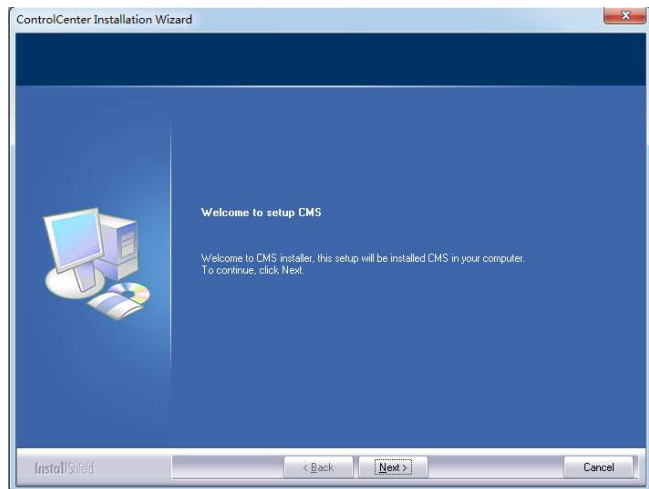 ControlCenter Installation Wizard
Welcome to setup CMS
Welcome to CMS installer, this setup will be installed CMS in your computer.
To continue, click Next.
InstallShield
< Back
Next >
Cancel